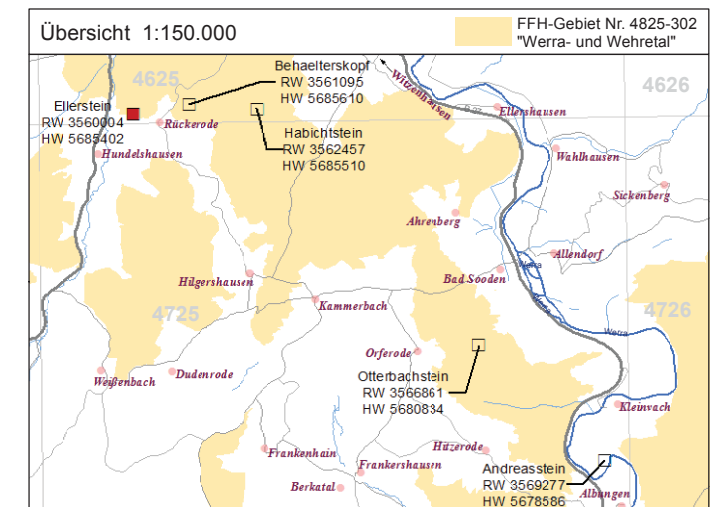 Übersicht 1:150.000
FFH-Gebiet Nr. 4825-302
"Werra- und Wehretal"
4625
4626
Behaelterskopf
RW 3561095
HW 5685610
Witzenhausen
Ellerstein
RW 3560004
HW 5685402
Rückerode
Habichtstein
RW 3562457
HW 5685510
Ellershausen
Hundelshausen
Wahlhausen
Sickenberg
Ahrenberg
Allendorf
Werra
Hilgershausen
Bad Sooden
Kammerbach
Werra
4725
4726
Werra
Orferode
Otterbachstein
RW 3566861
HW 5680834
Weißenbach
Dudenrode
Kleinvach
Frankenhain
Hitzerode
Frankershausen
Andreasstein
RW 3569277
HW 5678586
Berkatal
Albungen